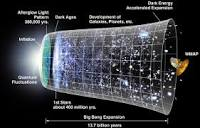 Afterglow Light
Pattern
380,000 yrs.
Dark Ages
Development of
Galaxies, Planets, etc.
Dark Energy
Accelerated Expansion
Inflation
WMAP
Quantum
Fluctuations
1st Stars
about 400 million yrs.
Big Bang Expansion
13.7 billion years